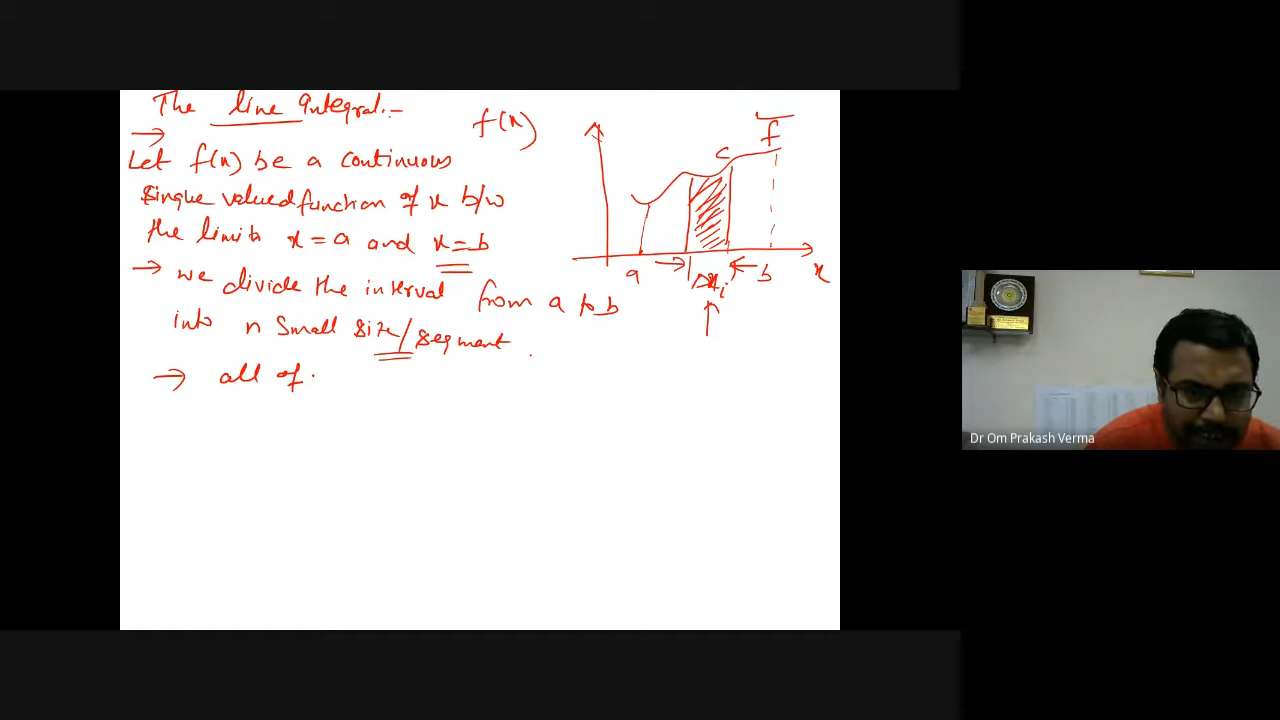 The line integral :-
f(x)
→
Let f(x) be a continuous
single valued function of x b/w
the limits x = a and x = b
→ we divide the interval from a to b
into n small size/segment
→ all of
f
c
a
Δxi
b
x
Dr Om Prakash Verma